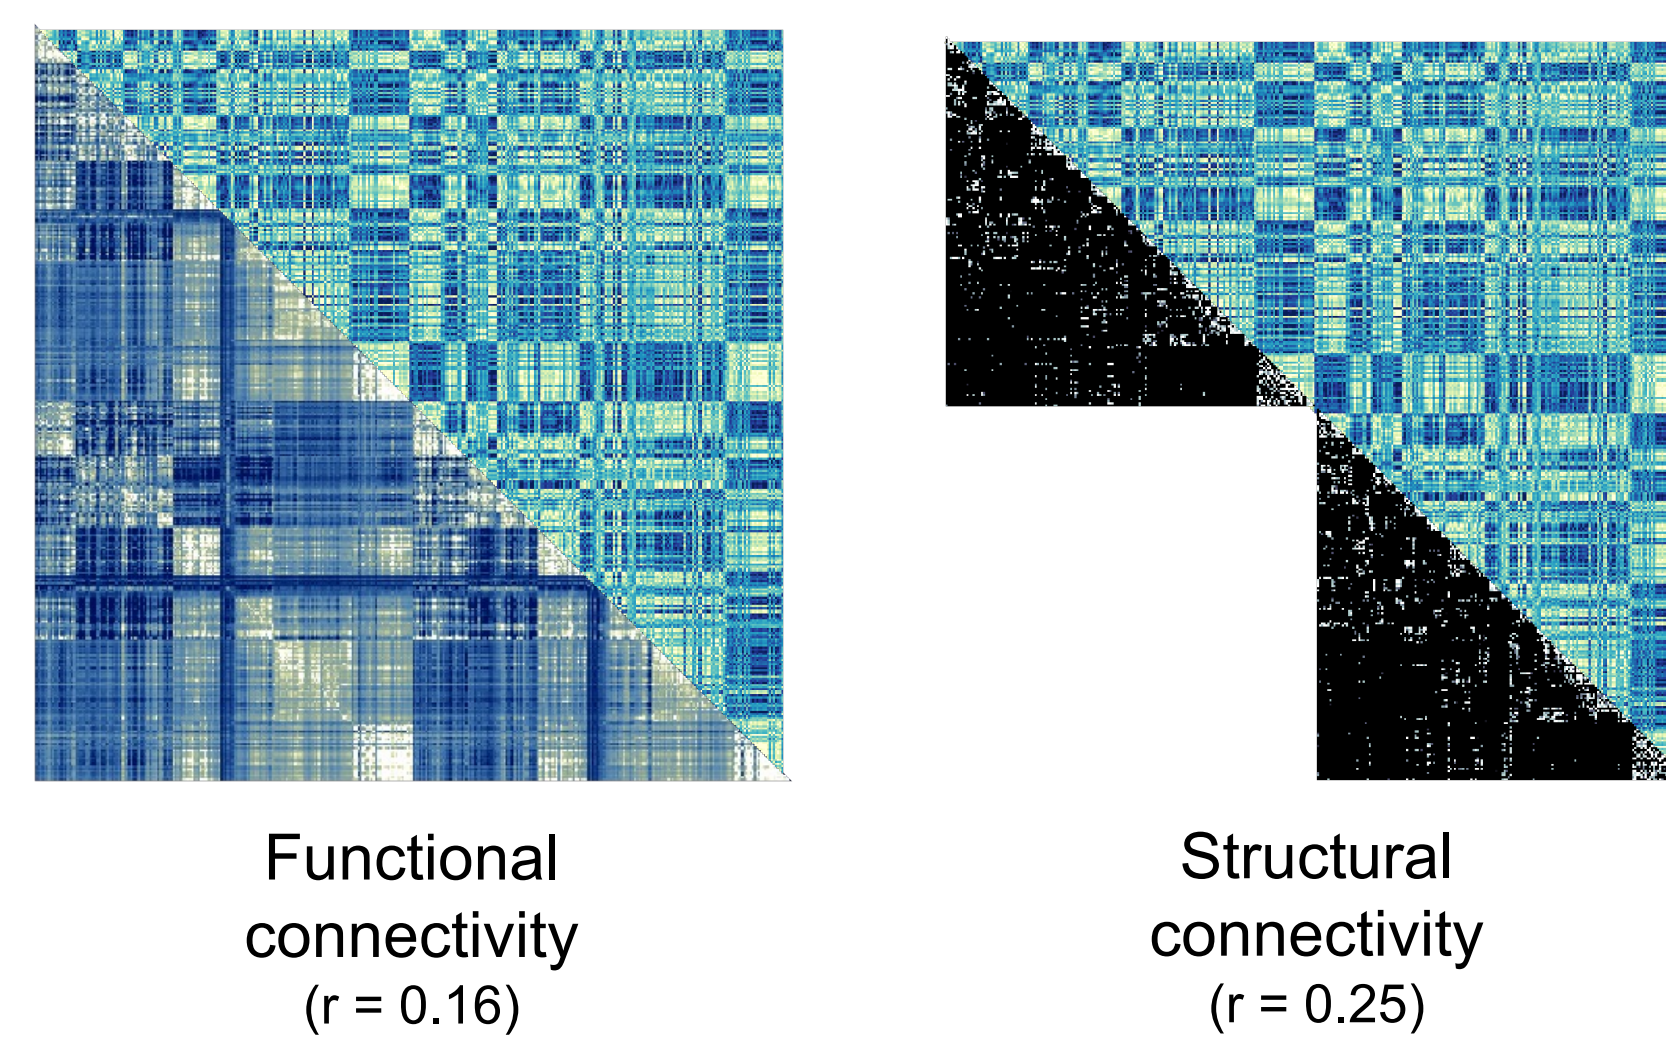 Functional
connectivity
(r = 0.16)
Structural
connectivity
(r = 0.25)